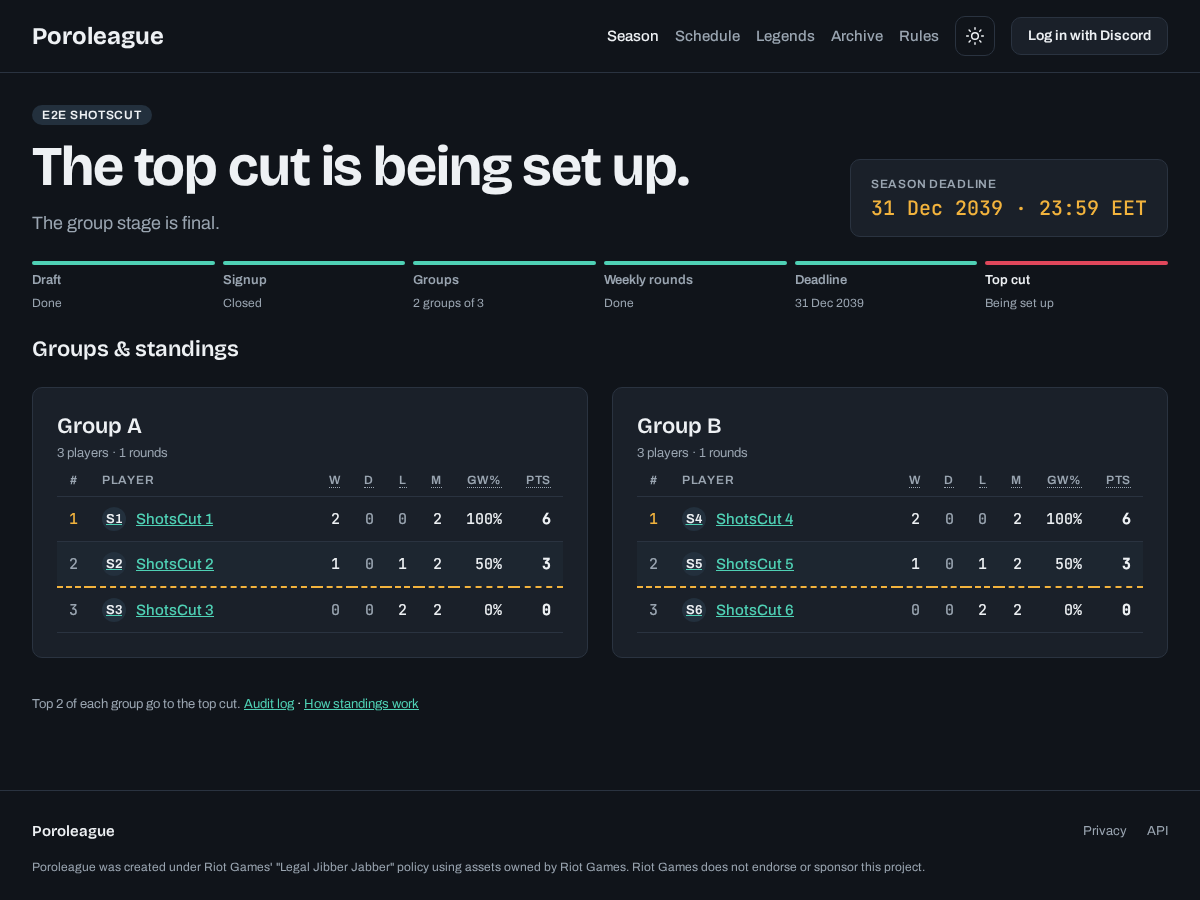 Poroleague
Season Schedule Legends Archive Rules Log in with Discord
E2E SHOTSCUT
The top cut is being set up.
The group stage is final.
SEASON DEADLINE
31 Dec 2039 · 23:59 EET
Draft Signup Groups Weekly rounds Deadline Top cut
Done Closed 2 groups of 3 Done 31 Dec 2039 Being set up
Groups & standings
Group A
3 players · 1 rounds
# PLAYER W D L M GW% PTS
1 S1 ShotsCut 1 2 0 0 2 100% 6
2 S2 ShotsCut 2 1 0 1 2 50% 3
3 S3 ShotsCut 3 0 0 2 2 0% 0
Group B
3 players · 1 rounds
# PLAYER W D L M GW% PTS
1 S4 ShotsCut 4 2 0 0 2 100% 6
2 S5 ShotsCut 5 1 0 1 2 50% 3
3 S6 ShotsCut 6 0 0 2 2 0% 0
Top 2 of each group go to the top cut. Audit log · How standings work
Poroleague
Privacy API
Poroleague was created under Riot Games' "Legal Jibber Jabber" policy using assets owned by Riot Games. Riot Games does not endorse or sponsor this project.